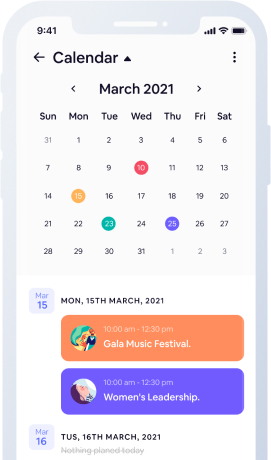 9:41
Calendar
March 2021
Sun Mon Tue Wed Thu Fri Sat
31 1 2 3 4 5 6
7 8 9 10 11 12 13
14 15 16 17 18 19 20
21 22 23 24 25 26 27
28 29 30 31 1 2 3
Mar
15
MON, 15TH MARCH, 2021
10:00 am - 12:30 pm
Gala Music Festival.
10:00 am - 12:30 pm
Women's Leadership.
Mar
16
TUS, 16TH MARCH, 2021
Nothing planed today